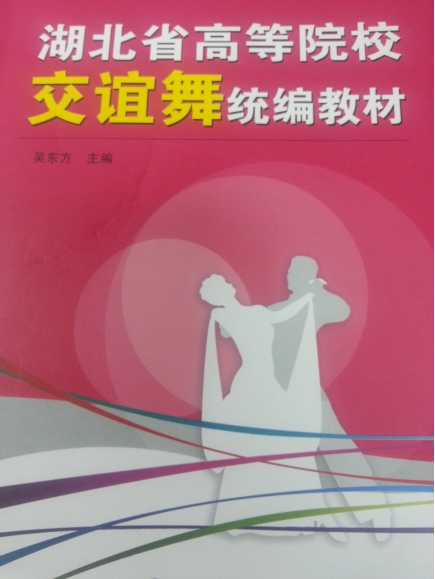 湖北省高等院校
交谊舞统编教材
吴东方 主编